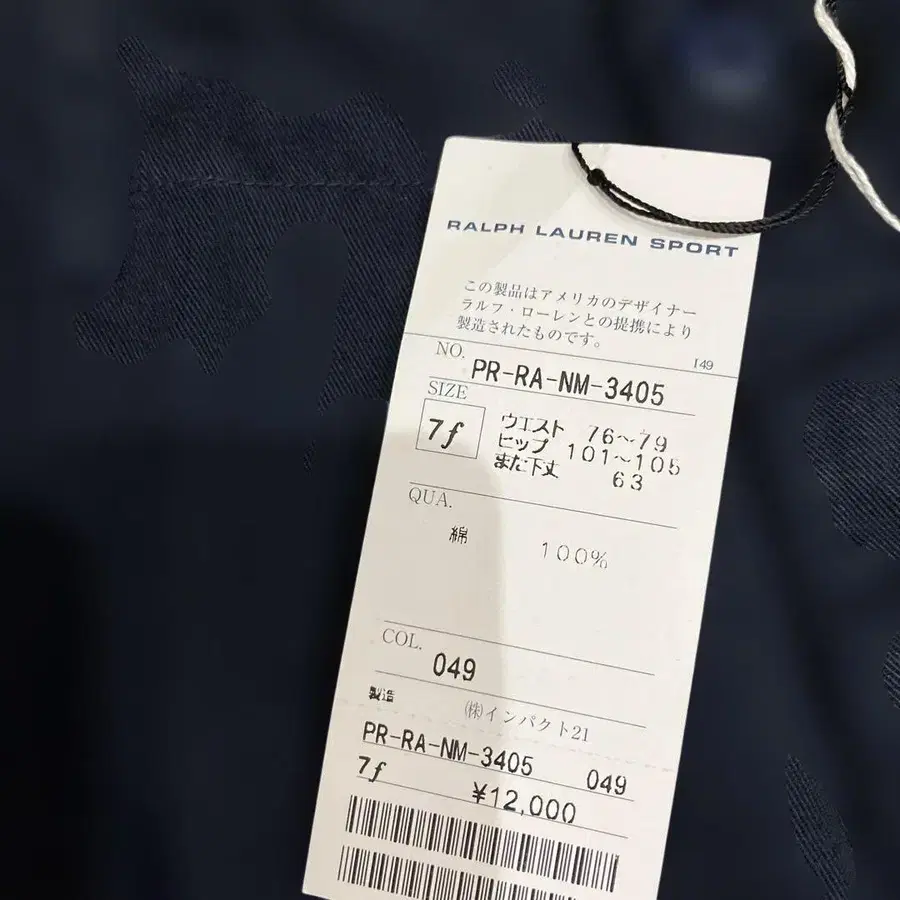 RALPH LAUREN SPORT
この製品はアメリカのデザイナー
ラルフ・ローレンとの提携により
製造されたものです。
149
NO. PR-RA-NM-3405
SIZE
7f
ウエスト 76~79
ヒップ 101~105
また下丈 63
QUA.
綿 100%
COL. 049
製造 ㈱インパクト21
PR-RA-NM-3405 049
7f
¥12,000